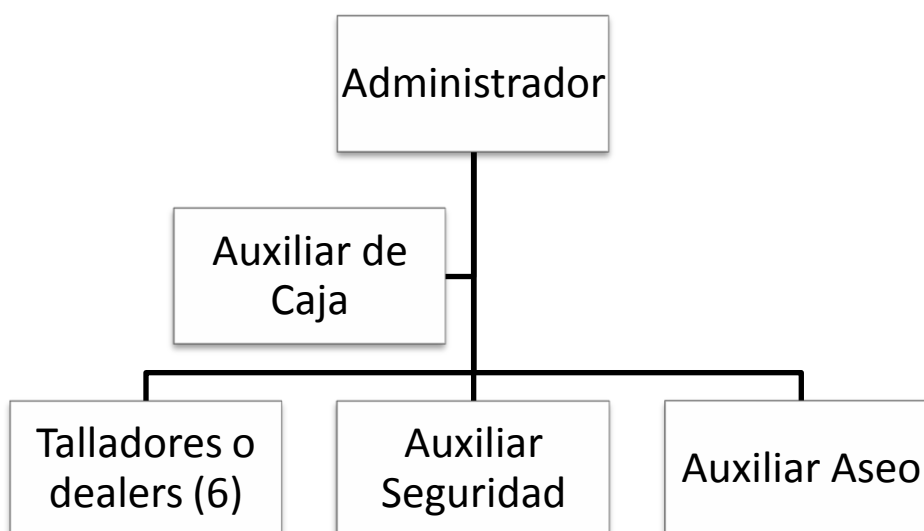 Administrador
Auxiliar de
Caja
Talladores o
dealers (6)
Auxiliar
Seguridad
Auxiliar Aseo